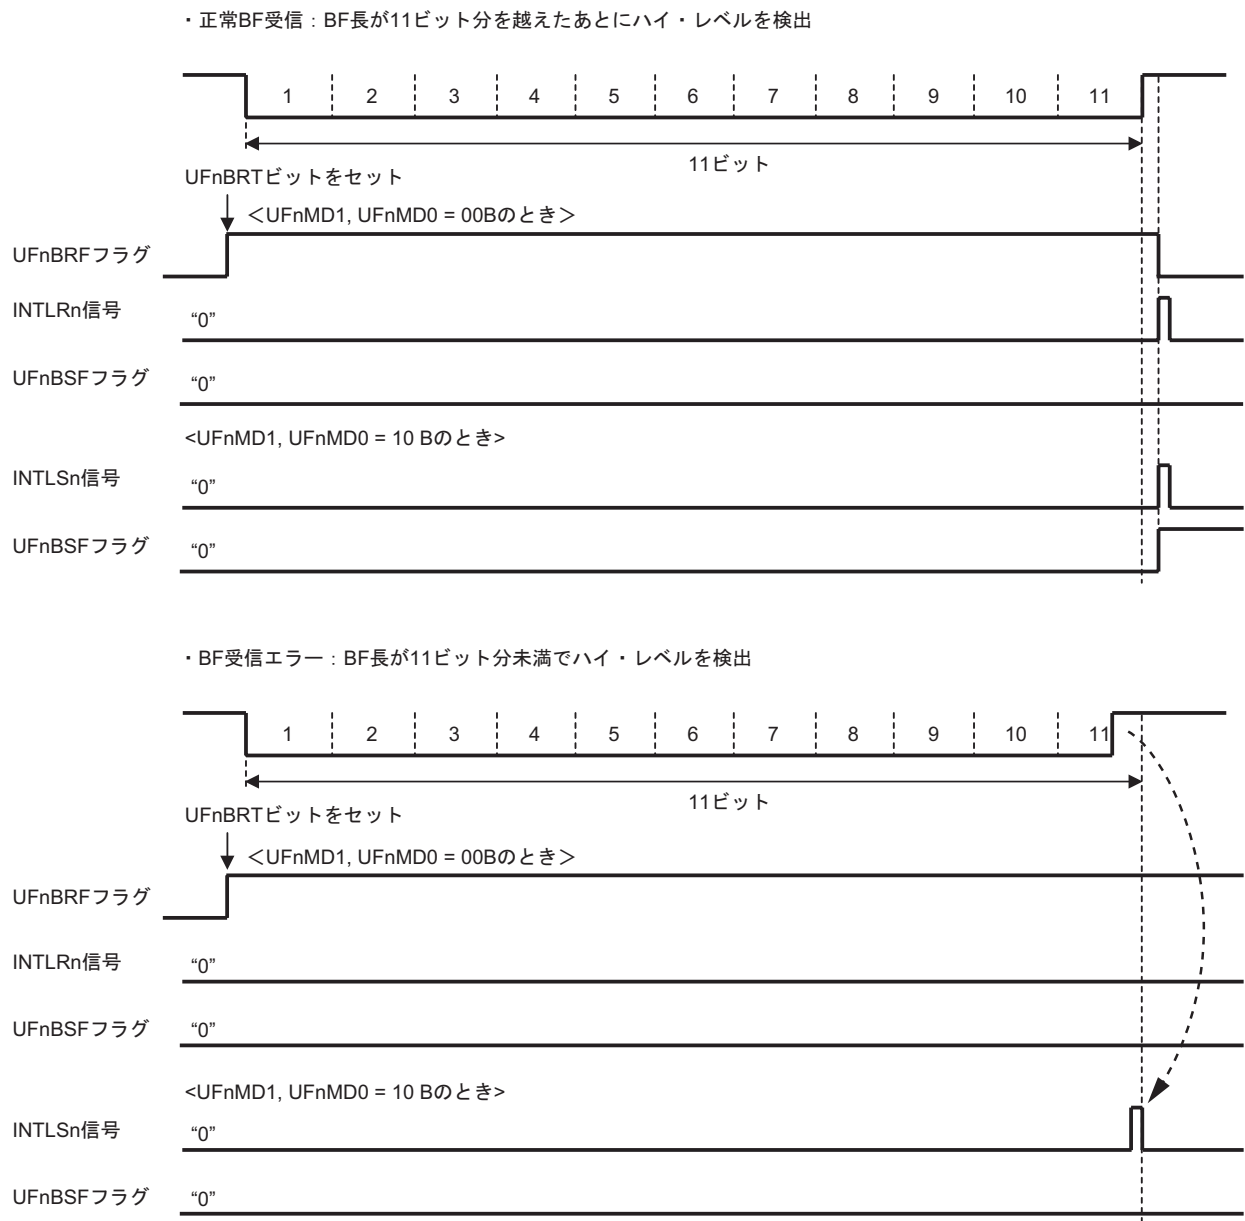 ・正常BF受信：BF長が11ビット分を越えたあとにハイ・レベルを検出
1 2 3 4 5 6 7 8 9 10 11
11ビット
UFnBRTビットをセット
＜UFnMD1, UFnMD0 = 00Bのとき＞
UFnBRFフラグ
INTLRn信号 “0”
UFnBSFフラグ “0”
<UFnMD1, UFnMD0 = 10 Bのとき>
INTLSn信号 “0”
UFnBSFフラグ “0”
・BF受信エラー：BF長が11ビット分未満でハイ・レベルを検出
1 2 3 4 5 6 7 8 9 10 11
11ビット
UFnBRTビットをセット
＜UFnMD1, UFnMD0 = 00Bのとき＞
UFnBRFフラグ
INTLRn信号 “0”
UFnBSFフラグ “0”
<UFnMD1, UFnMD0 = 10 Bのとき>
INTLSn信号 “0”
UFnBSFフラグ “0”